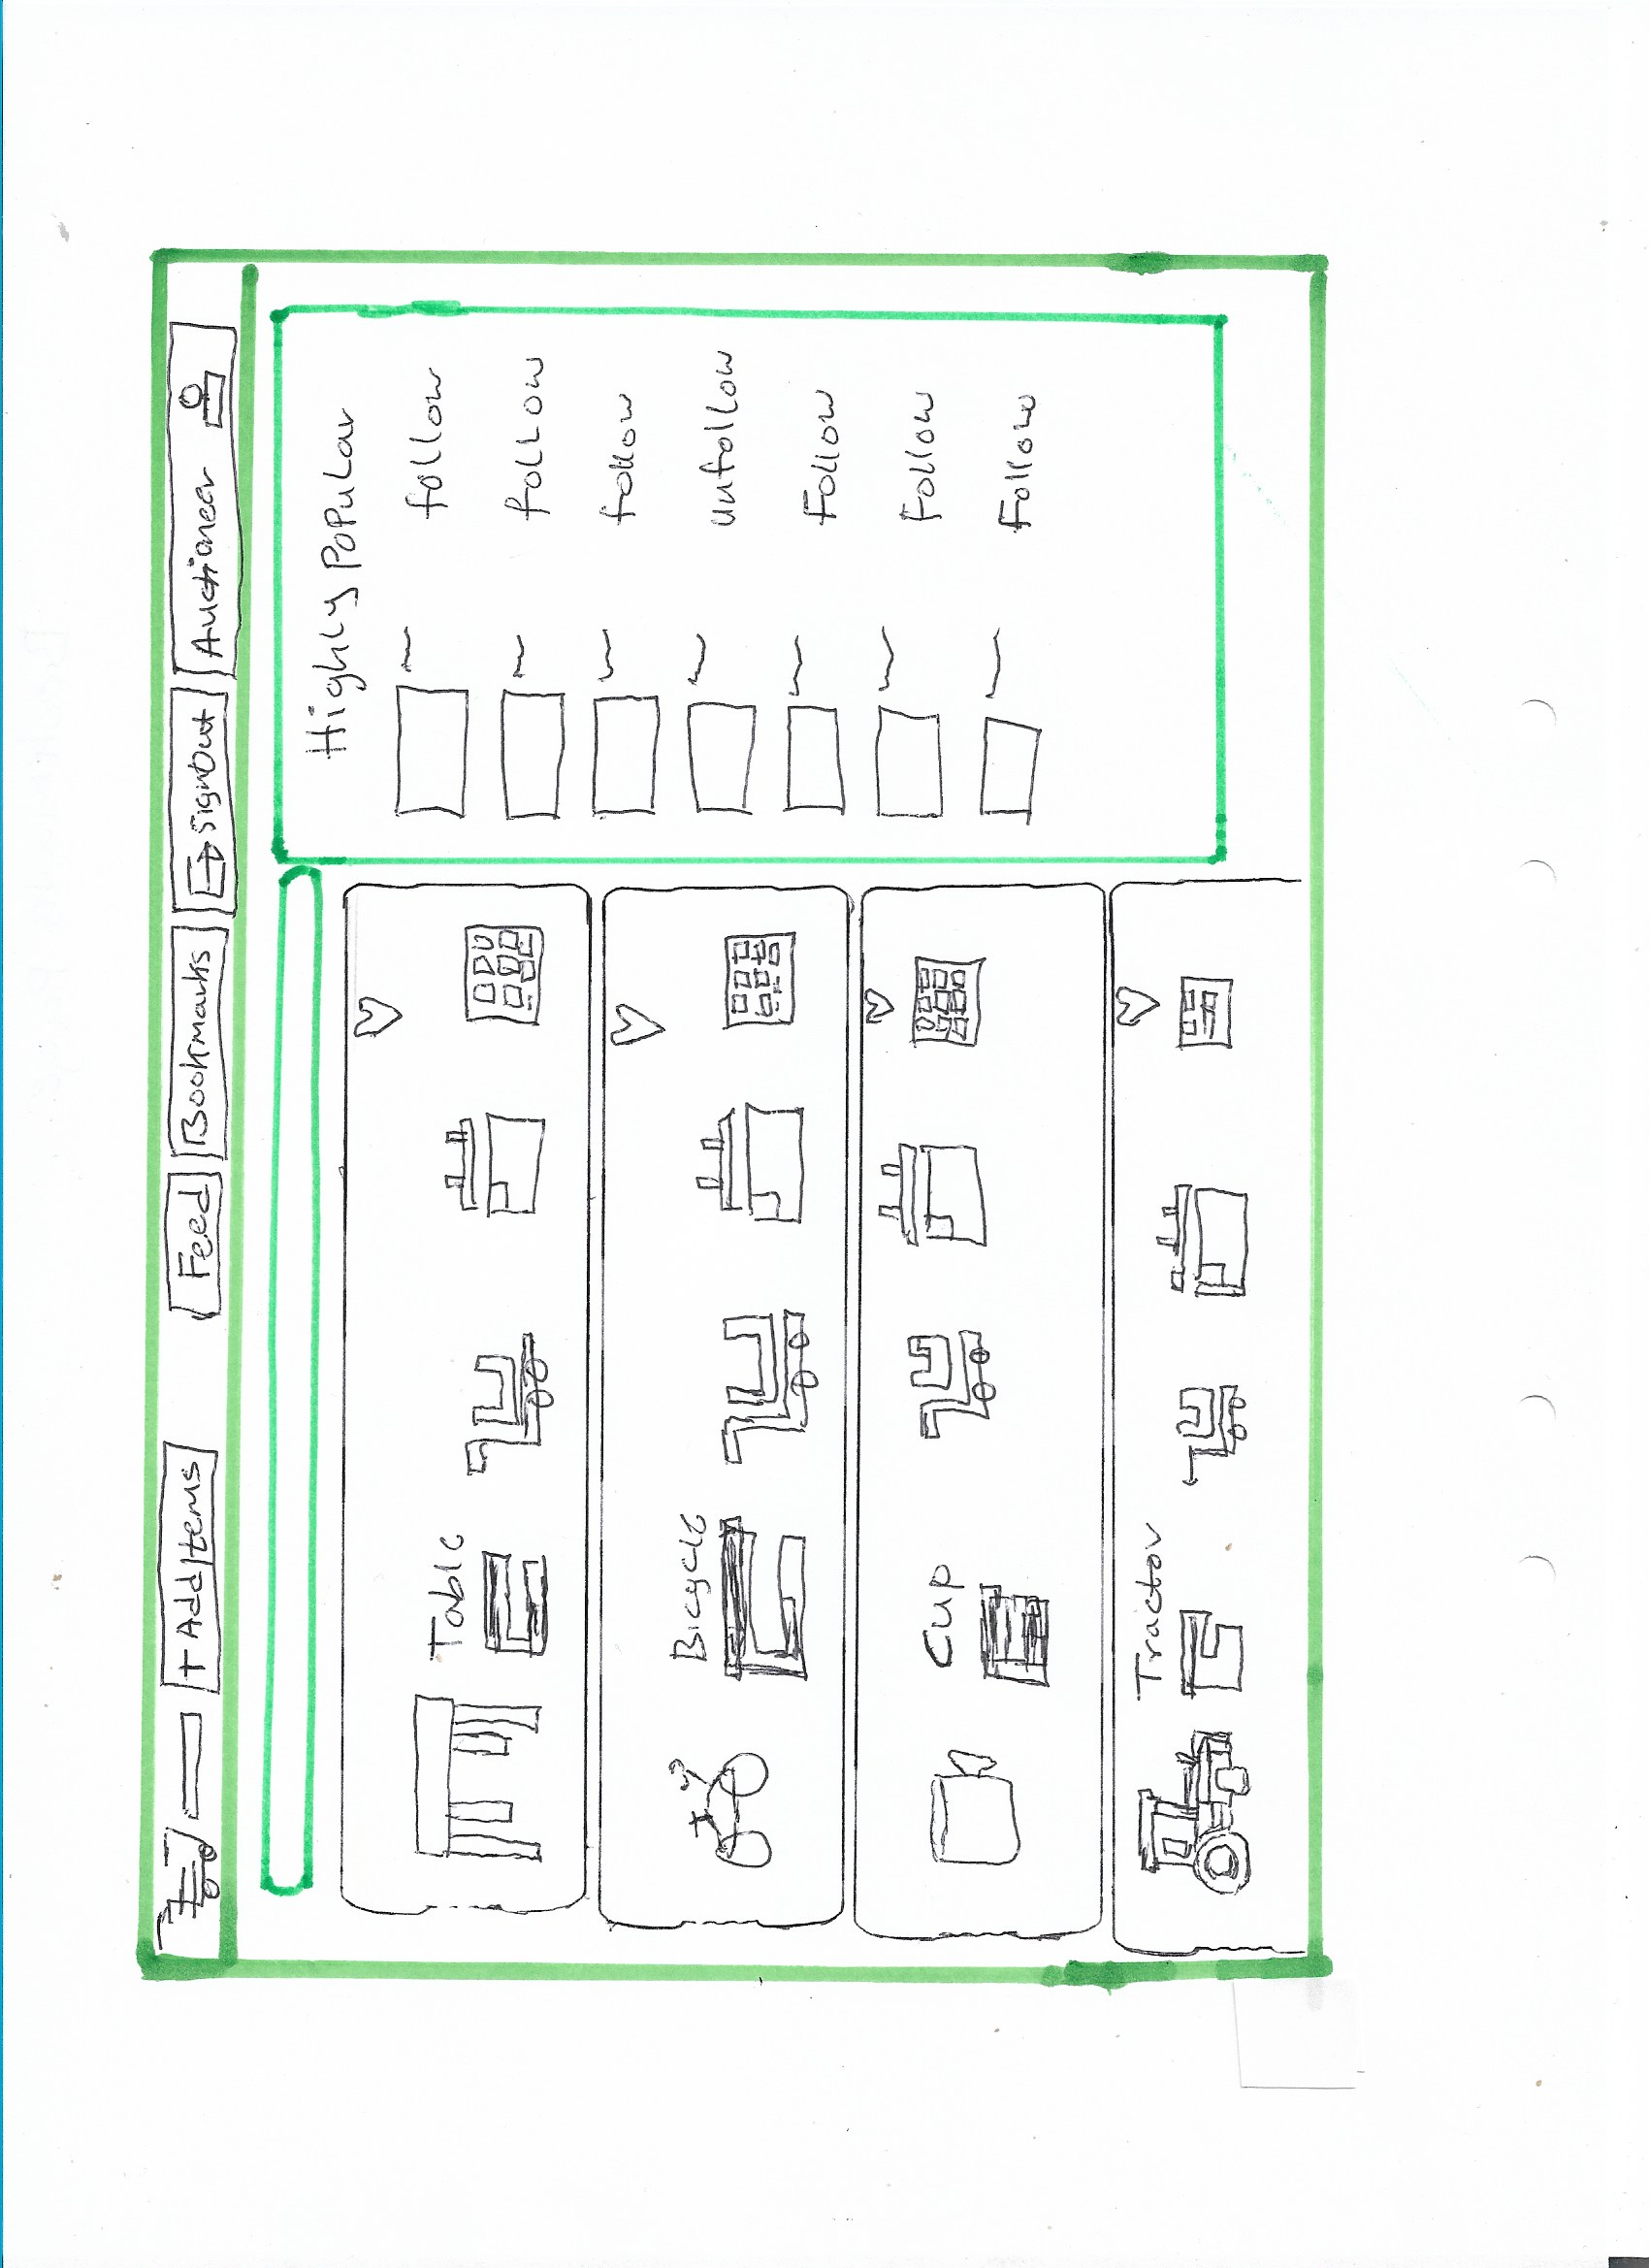 + Add Items
Feed
Bookmarks
SignOut
Auctioneer
Highly Popular
Table
follow
follow
follow
Bicycle
unfollow
Follow
Cup
Follow
Follow
Tractor